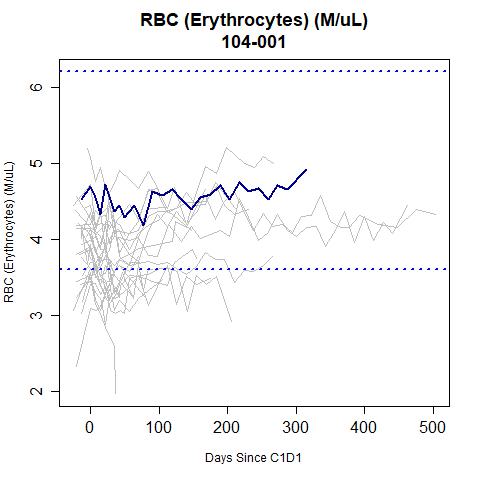 RBC (Erythrocytes) (M/uL)
104-001
RBC (Erythrocytes) (M/uL)
6
5
4
3
2
0 100 200 300 400 500
Days Since C1D1